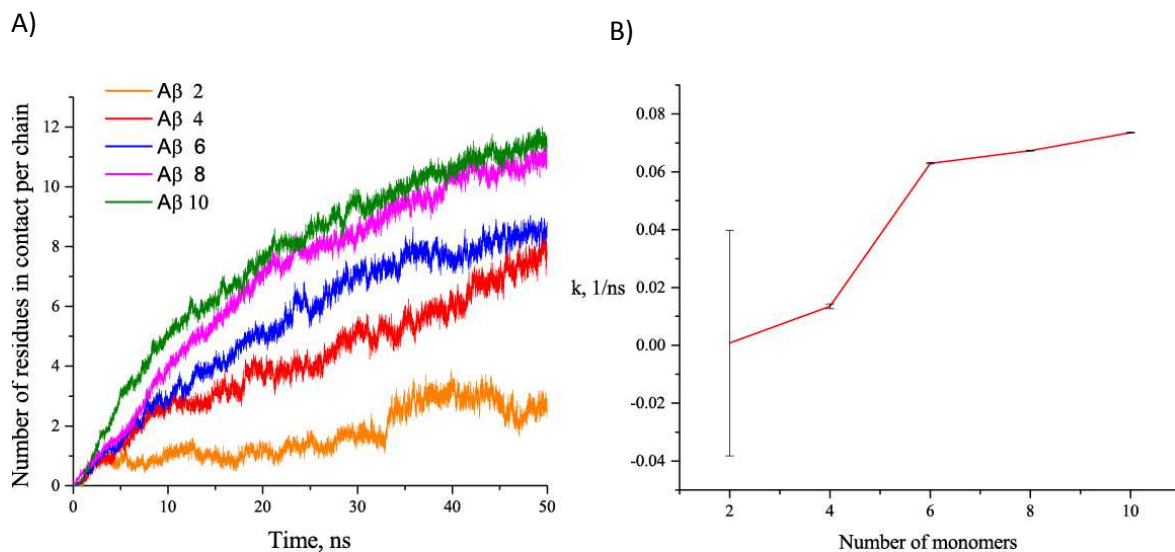 A)
B)
Number of residues in contact per chain
12
10
8
6
4
2
0
Aβ 2
Aβ 4
Aβ 6
Aβ 8
Aβ 10
0
10
20
30
40
50
Time, ns
k, 1/ns
0.08
0.06
0.04
0.02
0.00
-0.02
-0.04
2
4
6
8
10
Number of monomers